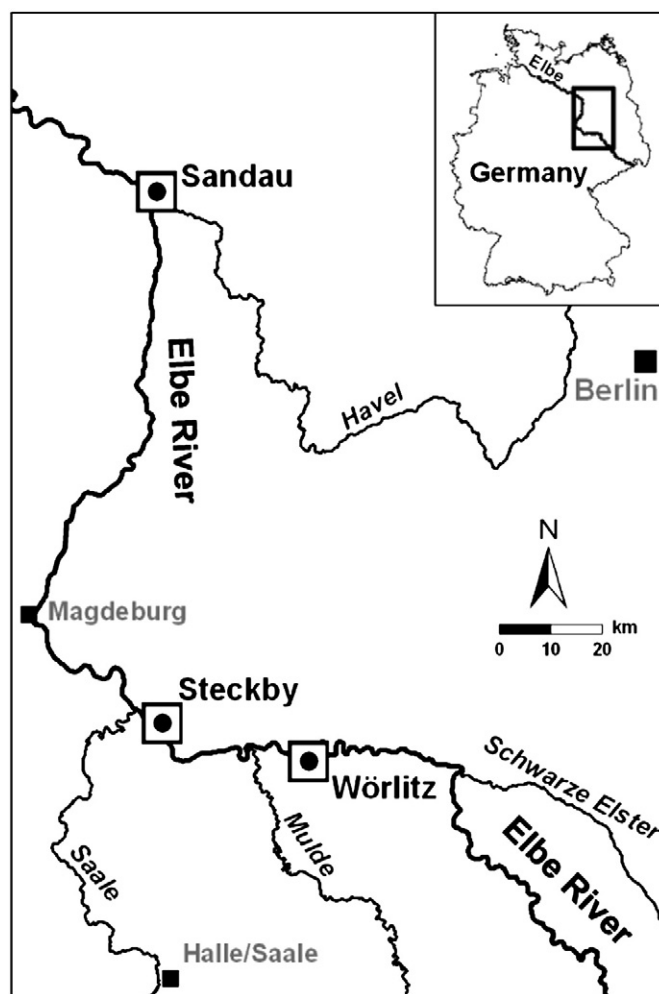 Elbe
Germany
Sandau
Elbe River
Havel
Berlin
N
Magdeburg
km
0 10 20
Steckby
Wörlitz
Schwarze Elster
Elbe River
Mulde
Saale
Halle/Saale